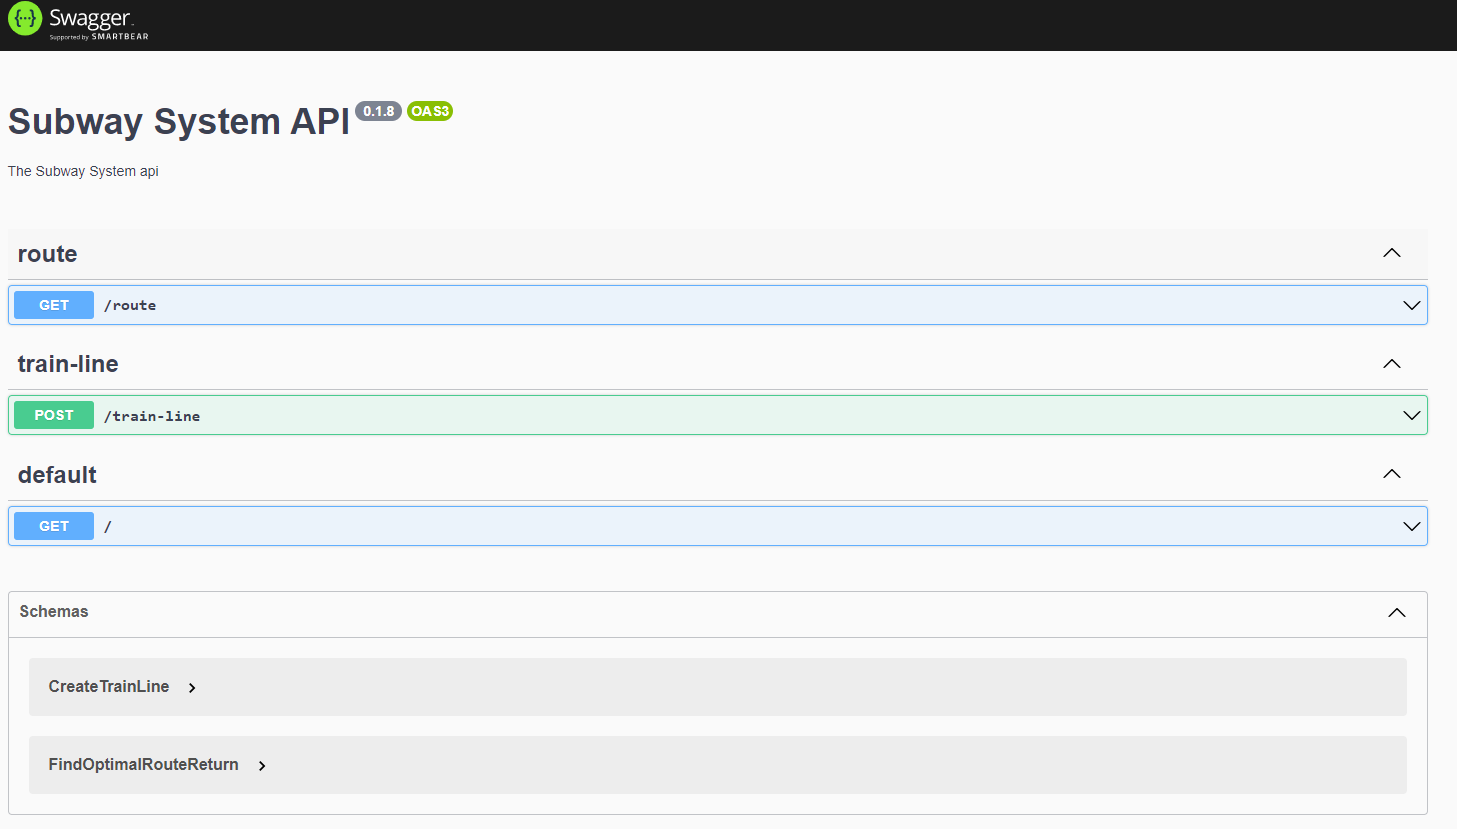 {···} Swagger
Supported by SMARTBEAR
Subway System API 0.1.8 OAS3
The Subway System api
route
GET /route
train-line
POST /train-line
default
GET /
Schemas
CreateTrainLine
FindOptimalRouteReturn